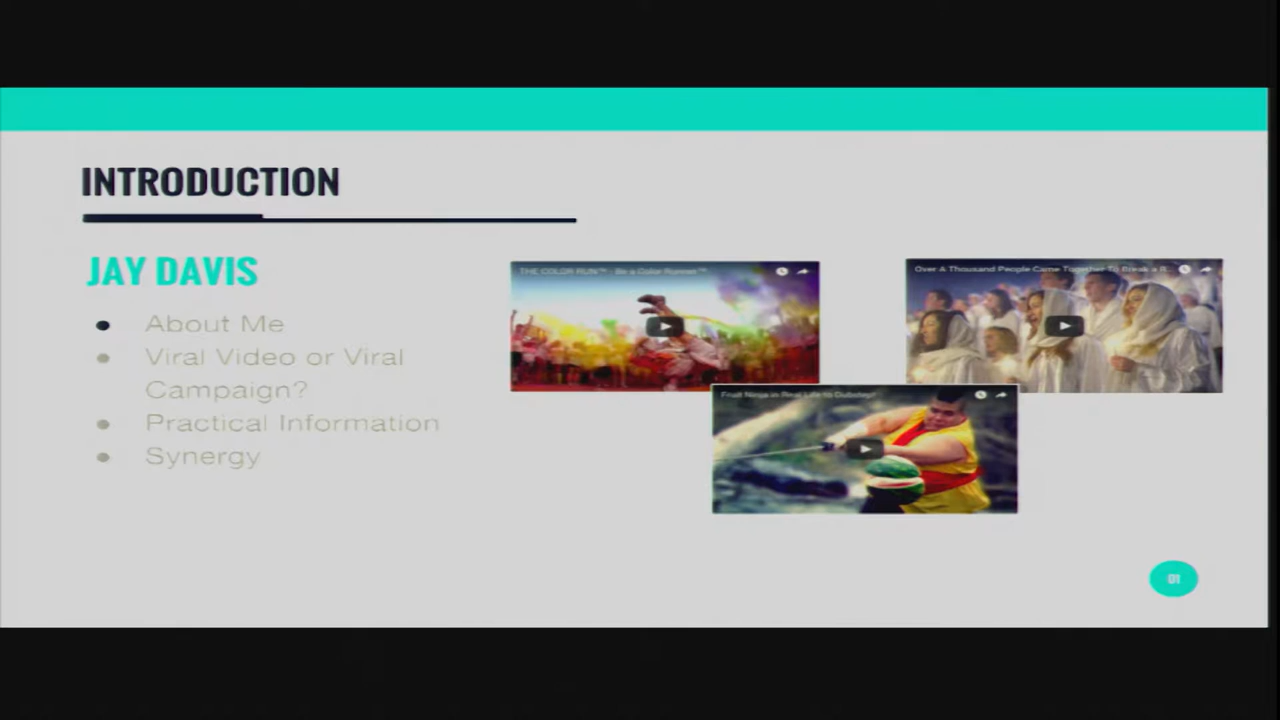 INTRODUCTION
JAY DAVIS
About Me
Viral Video or Viral
Campaign?
Practical Information
Synergy
THE COLOR RUN™ - Be a Color Runner™
Over A Thousand People Came Together To Break a R...
Fruit Ninja in Real Life to Dubstep!
01